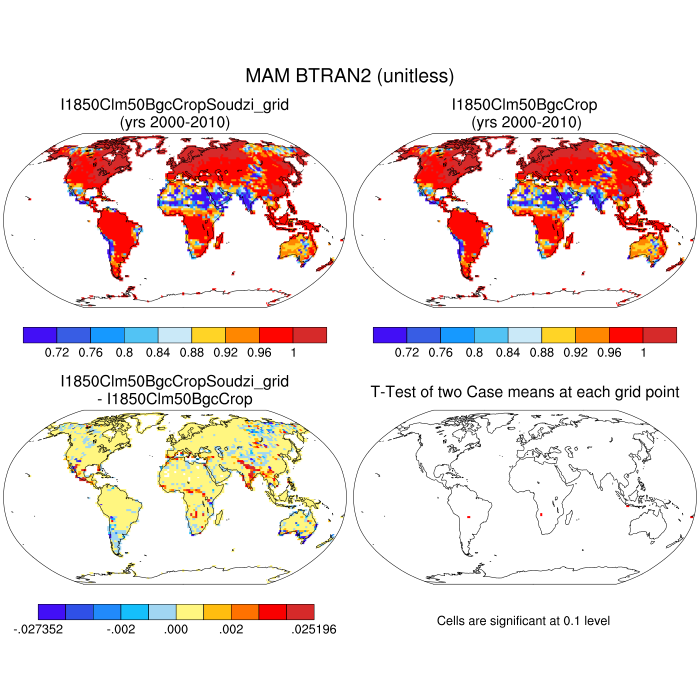 MAM BTRAN2 (unitless)
I1850Clm50BgcCropSoudzi_grid
(yrs 2000-2010)
I1850Clm50BgcCrop
(yrs 2000-2010)
0.72 0.76 0.8 0.84 0.88 0.92 0.96 1
0.72 0.76 0.8 0.84 0.88 0.92 0.96 1
I1850Clm50BgcCropSoudzi_grid
- I1850Clm50BgcCrop
T-Test of two Case means at each grid point
-.027352 -.002 .000 .002 .025196
Cells are significant at 0.1 level